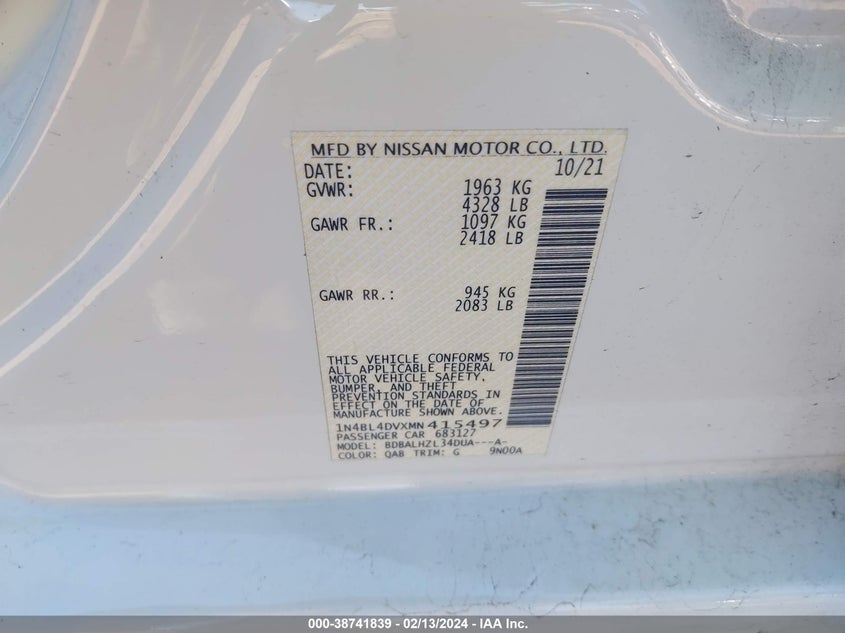 MFD BY NISSAN MOTOR CO., LTD.
DATE: 10/21
GVWR: 1963 KG
4328 LB
GAWR FR.: 1097 KG
2418 LB
GAWR RR.: 945 KG
2083 LB
THIS VEHICLE CONFORMS TO
ALL APPLICABLE FEDERAL
MOTOR VEHICLE SAFETY,
BUMPER, AND THEFT
PREVENTION STANDARDS IN
EFFECT ON THE DATE OF
MANUFACTURE SHOWN ABOVE.
1N4BL4DVXMN415497
PASSENGER CAR 683127
MODEL: BDBALHZL34DUA---A-
COLOR: QAB TRIM: G 9N00A
000-38741839 - 02/13/2024 - IAA Inc.